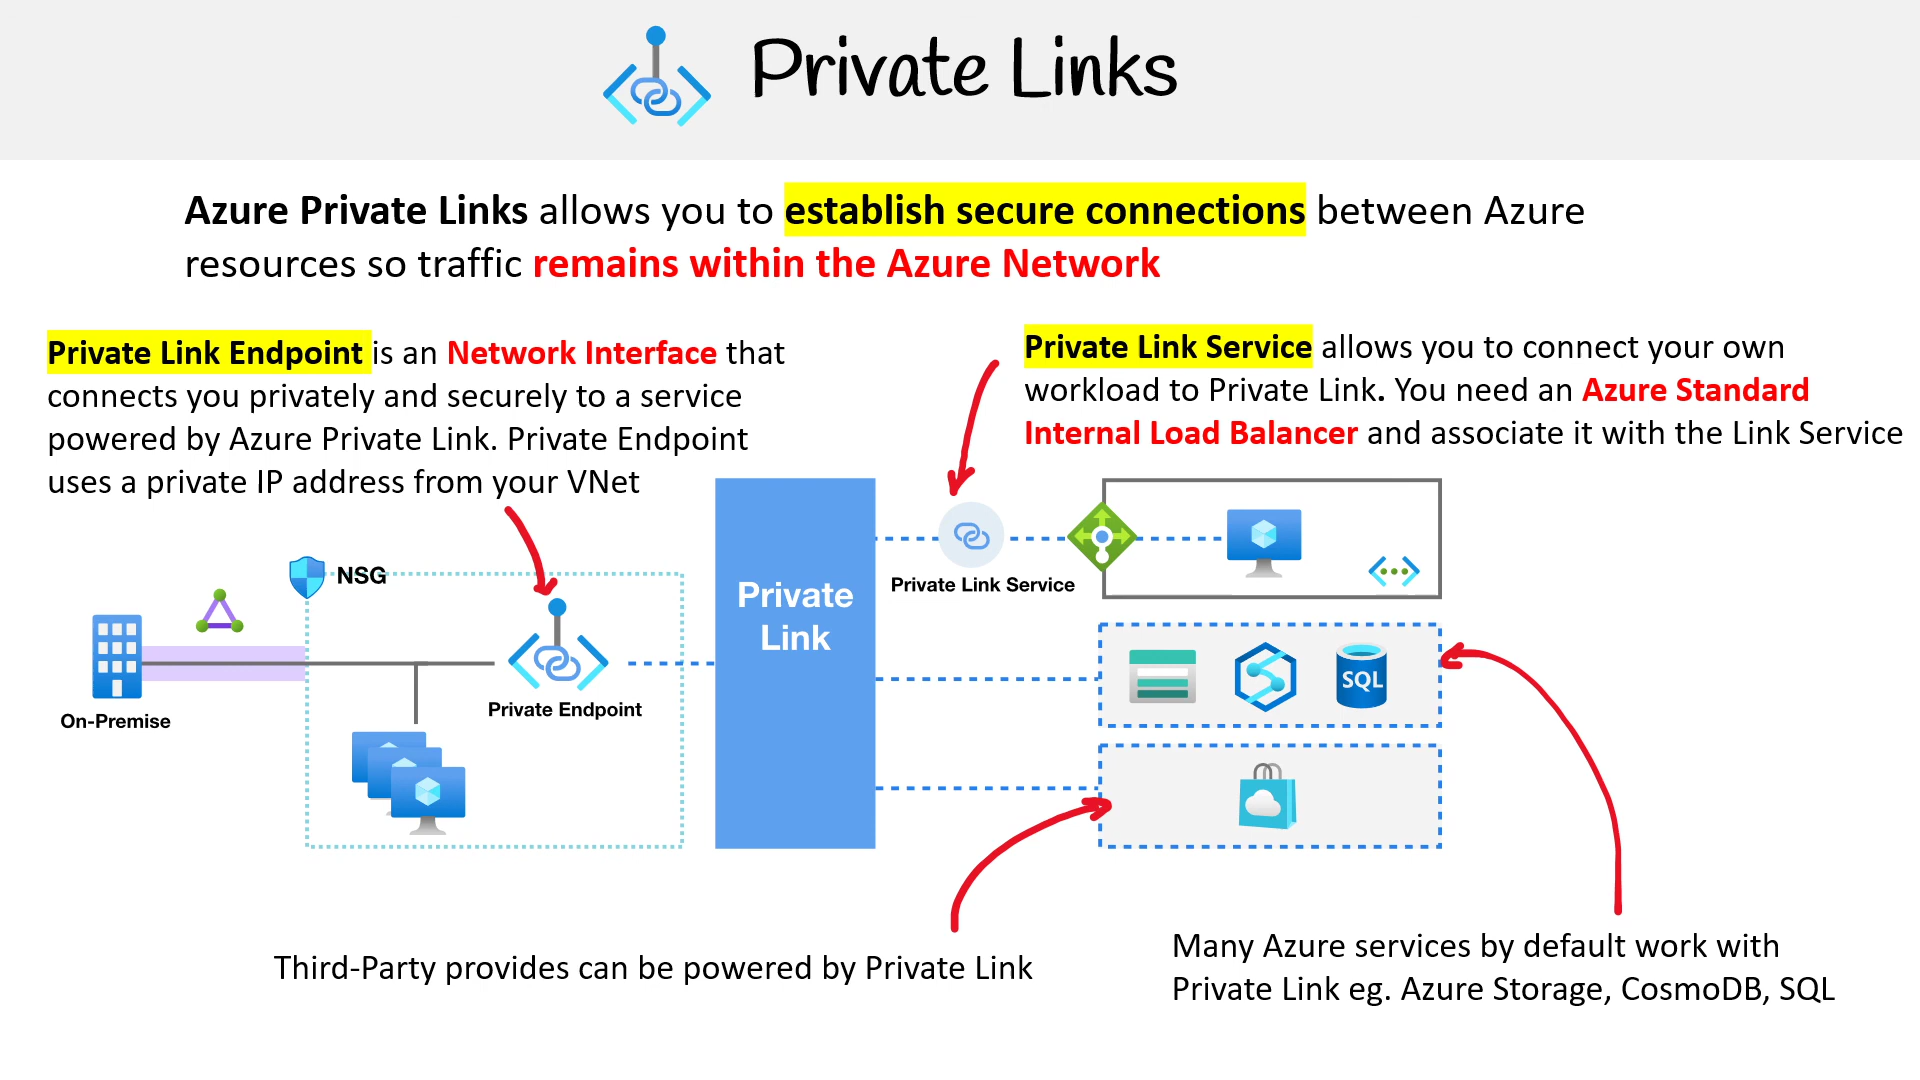 Private Links
Azure Private Links allows you to establish secure connections between Azure
resources so traffic remains within the Azure Network
Private Link Endpoint is an Network Interface that
connects you privately and securely to a service
powered by Azure Private Link. Private Endpoint
uses a private IP address from your VNet
Private Link Service allows you to connect your own
workload to Private Link. You need an Azure Standard
Internal Load Balancer and associate it with the Link Service
NSG
On-Premise
Private Endpoint
Private
Link
Private Link Service
SQL
Third-Party provides can be powered by Private Link
Many Azure services by default work with
Private Link eg. Azure Storage, CosmoDB, SQL